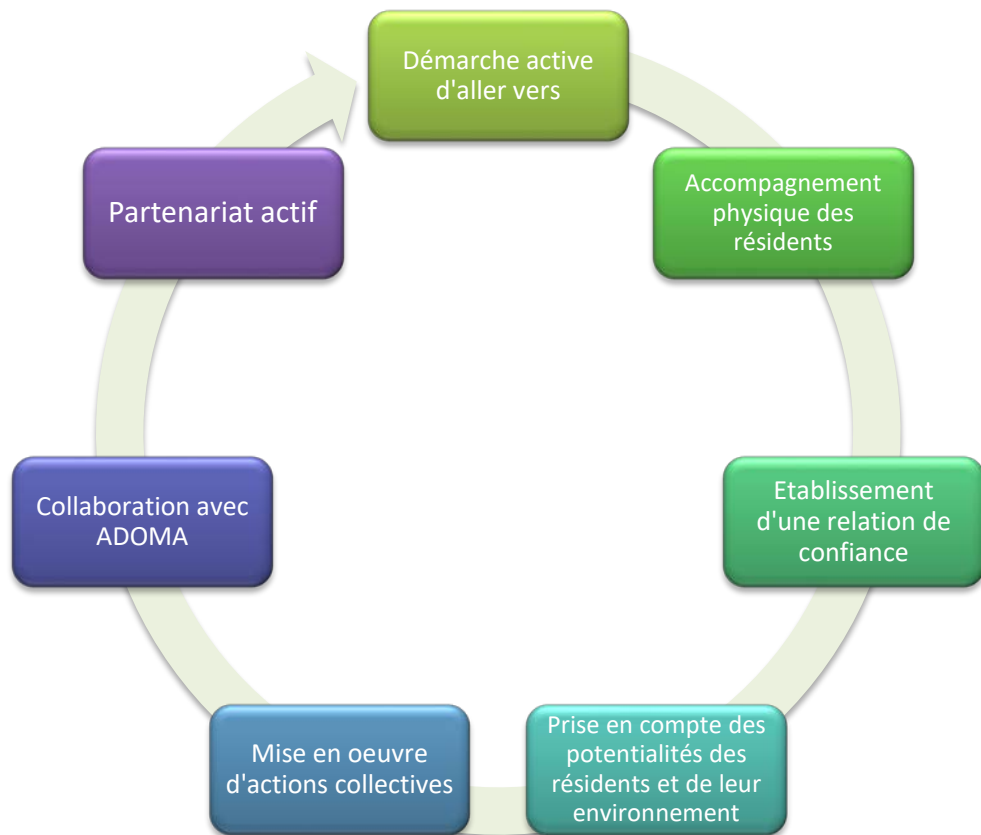 Démarche active
d'aller vers
Accompagnement
physique des
résidents
Etablissement
d'une relation de
confiance
Prise en compte des
potentialités des
résidents et de leur
environnement
Mise en oeuvre
d'actions collectives
Collaboration avec
ADOMA
Partenariat actif